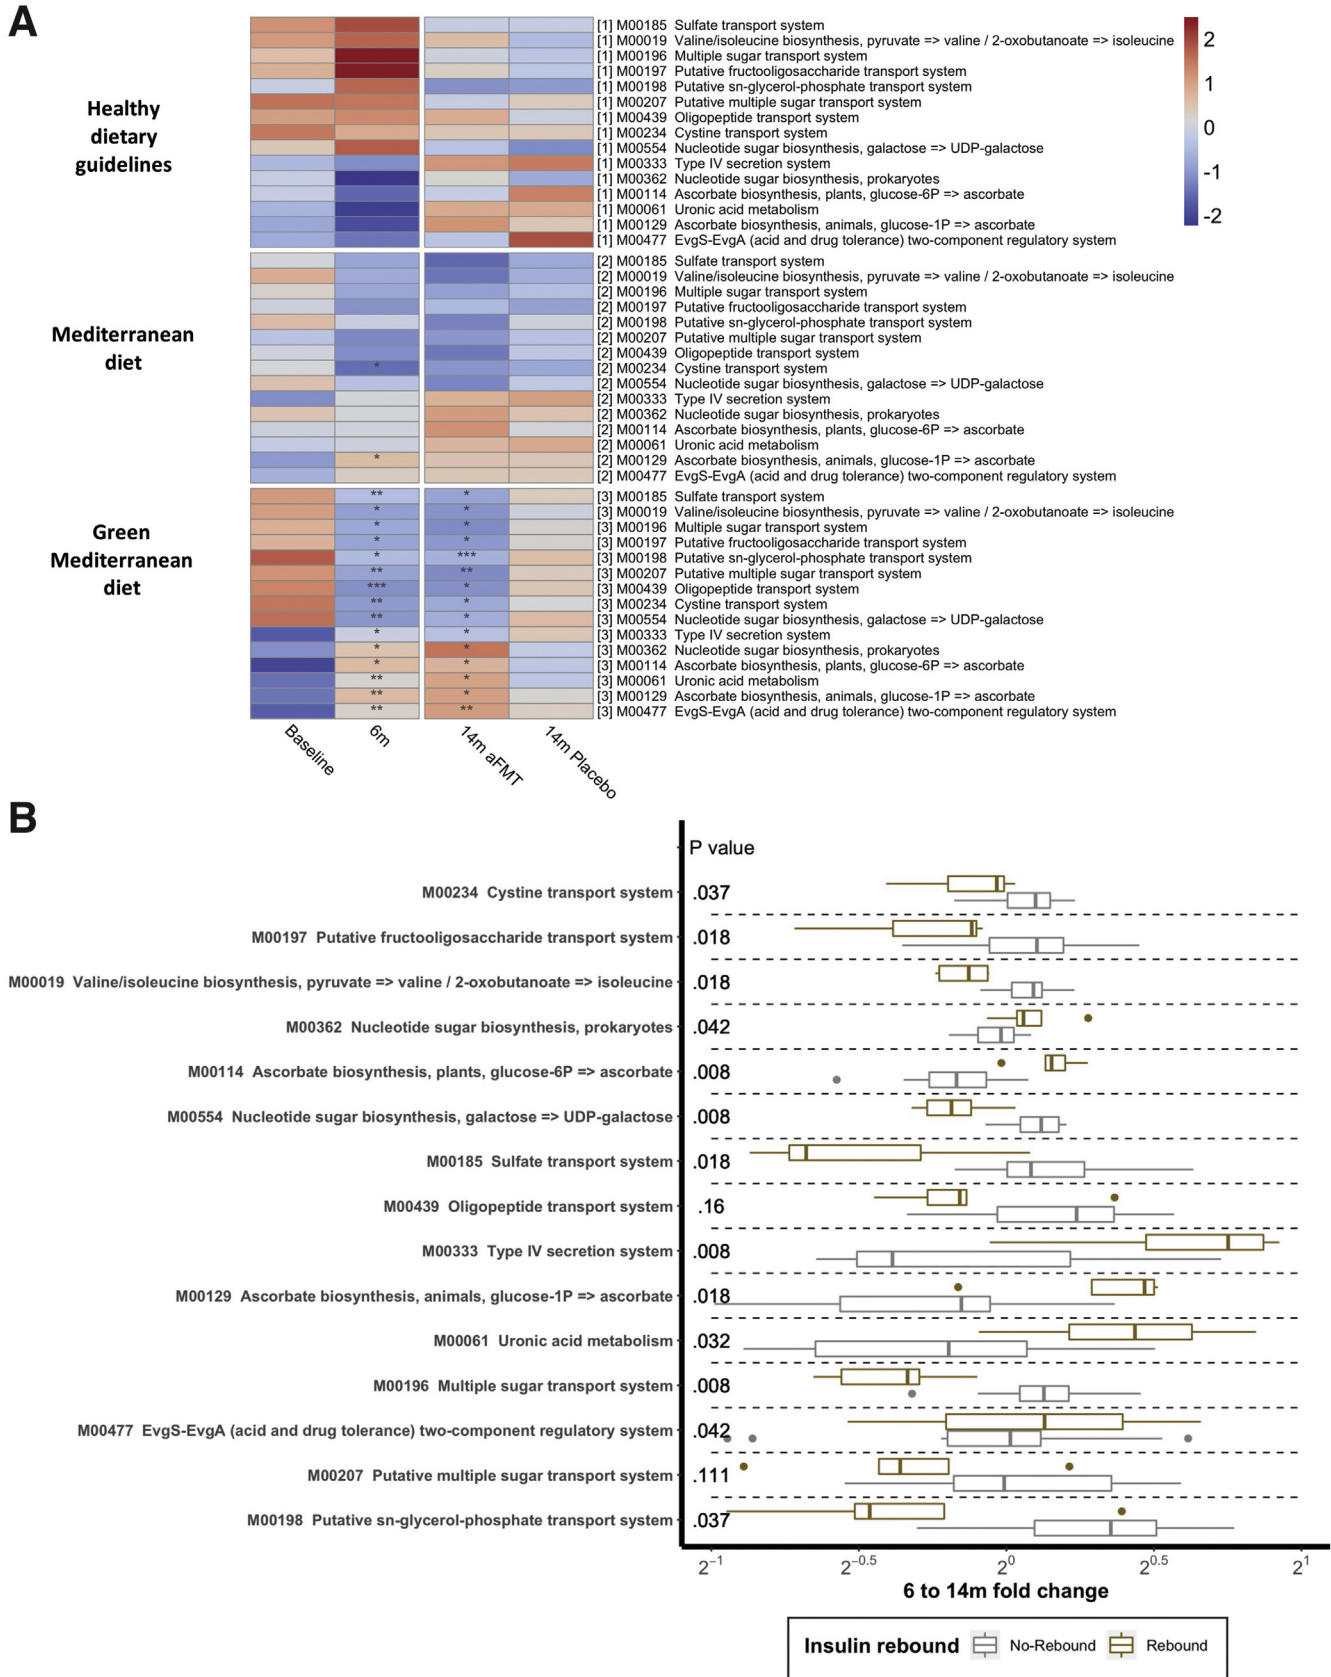 A
Healthy
dietary
guidelines
[1] M00185 Sulfate transport system
[1] M00019 Valine/isoleucine biosynthesis, pyruvate => valine / 2-oxobutanoate => isoleucine
[1] M00196 Multiple sugar transport system
[1] M00197 Putative fructooligosaccharide transport system
[1] M00198 Putative sn-glycerol-phosphate transport system
[1] M00207 Putative multiple sugar transport system
[1] M00439 Oligopeptide transport system
[1] M00234 Cystine transport system
[1] M00554 Nucleotide sugar biosynthesis, galactose => UDP-galactose
[1] M00333 Type IV secretion system
[1] M00362 Nucleotide sugar biosynthesis, prokaryotes
[1] M00114 Ascorbate biosynthesis, plants, glucose-6P => ascorbate
[1] M00061 Uronic acid metabolism
[1] M00129 Ascorbate biosynthesis, animals, glucose-1P => ascorbate
[1] M00477 EvgS-EvgA (acid and drug tolerance) two-component regulatory system
2
1
0
-1
-2
Mediterranean
diet
[2] M00185 Sulfate transport system
[2] M00019 Valine/isoleucine biosynthesis, pyruvate => valine / 2-oxobutanoate => isoleucine
[2] M00196 Multiple sugar transport system
[2] M00197 Putative fructooligosaccharide transport system
[2] M00198 Putative sn-glycerol-phosphate transport system
[2] M00207 Putative multiple sugar transport system
[2] M00439 Oligopeptide transport system
* [2] M00234 Cystine transport system
[2] M00554 Nucleotide sugar biosynthesis, galactose => UDP-galactose
[2] M00333 Type IV secretion system
[2] M00362 Nucleotide sugar biosynthesis, prokaryotes
[2] M00114 Ascorbate biosynthesis, plants, glucose-6P => ascorbate
[2] M00061 Uronic acid metabolism
* [2] M00129 Ascorbate biosynthesis, animals, glucose-1P => ascorbate
[2] M00477 EvgS-EvgA (acid and drug tolerance) two-component regulatory system
Green
Mediterranean
diet
** * [3] M00185 Sulfate transport system
* * [3] M00019 Valine/isoleucine biosynthesis, pyruvate => valine / 2-oxobutanoate => isoleucine
* * [3] M00196 Multiple sugar transport system
* * [3] M00197 Putative fructooligosaccharide transport system
* *** [3] M00198 Putative sn-glycerol-phosphate transport system
** ** [3] M00207 Putative multiple sugar transport system
*** * [3] M00439 Oligopeptide transport system
** * [3] M00234 Cystine transport system
** * [3] M00554 Nucleotide sugar biosynthesis, galactose => UDP-galactose
* * [3] M00333 Type IV secretion system
* * [3] M00362 Nucleotide sugar biosynthesis, prokaryotes
* * [3] M00114 Ascorbate biosynthesis, plants, glucose-6P => ascorbate
** * [3] M00061 Uronic acid metabolism
** * [3] M00129 Ascorbate biosynthesis, animals, glucose-1P => ascorbate
** ** [3] M00477 EvgS-EvgA (acid and drug tolerance) two-component regulatory system
Baseline 6m 14m aFMT 14m Placebo
B
P value
M00234 Cystine transport system .037
M00197 Putative fructooligosaccharide transport system .018
M00019 Valine/isoleucine biosynthesis, pyruvate => valine / 2-oxobutanoate => isoleucine .018
M00362 Nucleotide sugar biosynthesis, prokaryotes .042
M00114 Ascorbate biosynthesis, plants, glucose-6P => ascorbate .008
M00554 Nucleotide sugar biosynthesis, galactose => UDP-galactose .008
M00185 Sulfate transport system .018
M00439 Oligopeptide transport system .16
M00333 Type IV secretion system .008
M00129 Ascorbate biosynthesis, animals, glucose-1P => ascorbate .018
M00061 Uronic acid metabolism .032
M00196 Multiple sugar transport system .008
M00477 EvgS-EvgA (acid and drug tolerance) two-component regulatory system .042
M00207 Putative multiple sugar transport system .111
M00198 Putative sn-glycerol-phosphate transport system .037
2^-1 2^-0.5 2^0 2^0.5 2^1
6 to 14m fold change
Insulin rebound No-Rebound Rebound